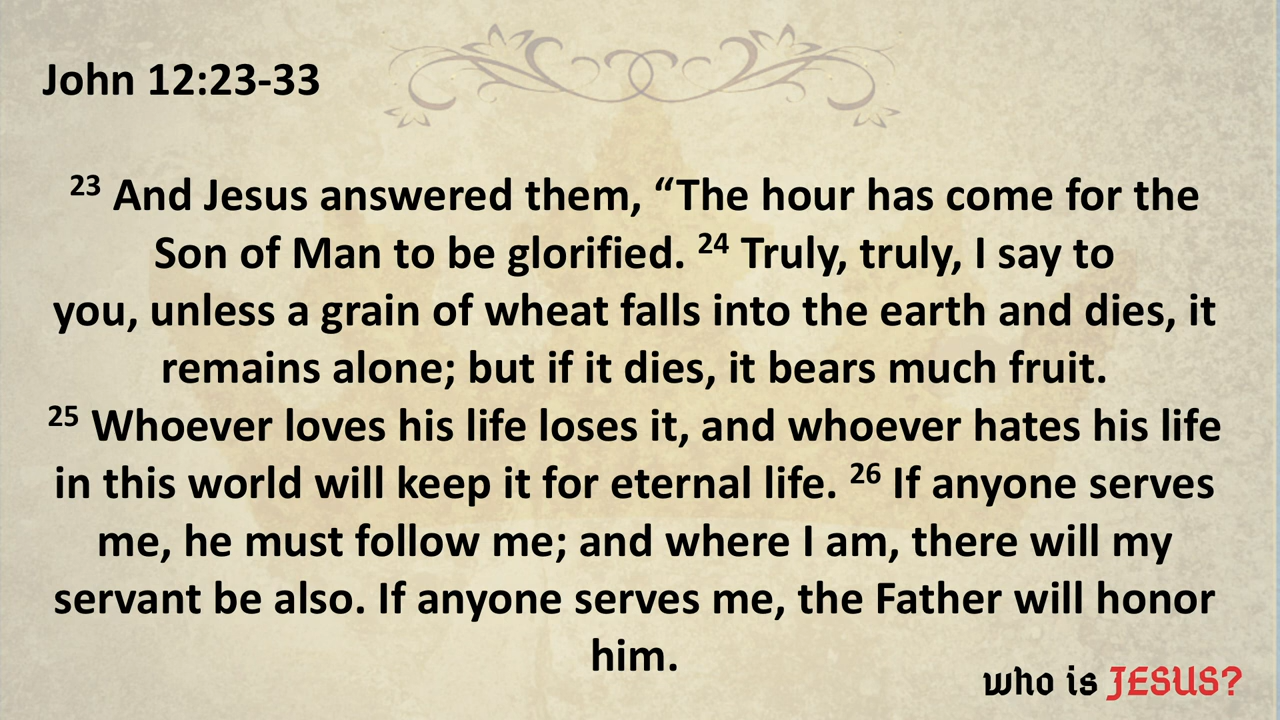 John 12:23-33
23 And Jesus answered them, “The hour has come for the
Son of Man to be glorified. 24 Truly, truly, I say to
you, unless a grain of wheat falls into the earth and dies, it
remains alone; but if it dies, it bears much fruit.
25 Whoever loves his life loses it, and whoever hates his life
in this world will keep it for eternal life. 26 If anyone serves
me, he must follow me; and where I am, there will my
servant be also. If anyone serves me, the Father will honor
him.
who is JESUS?